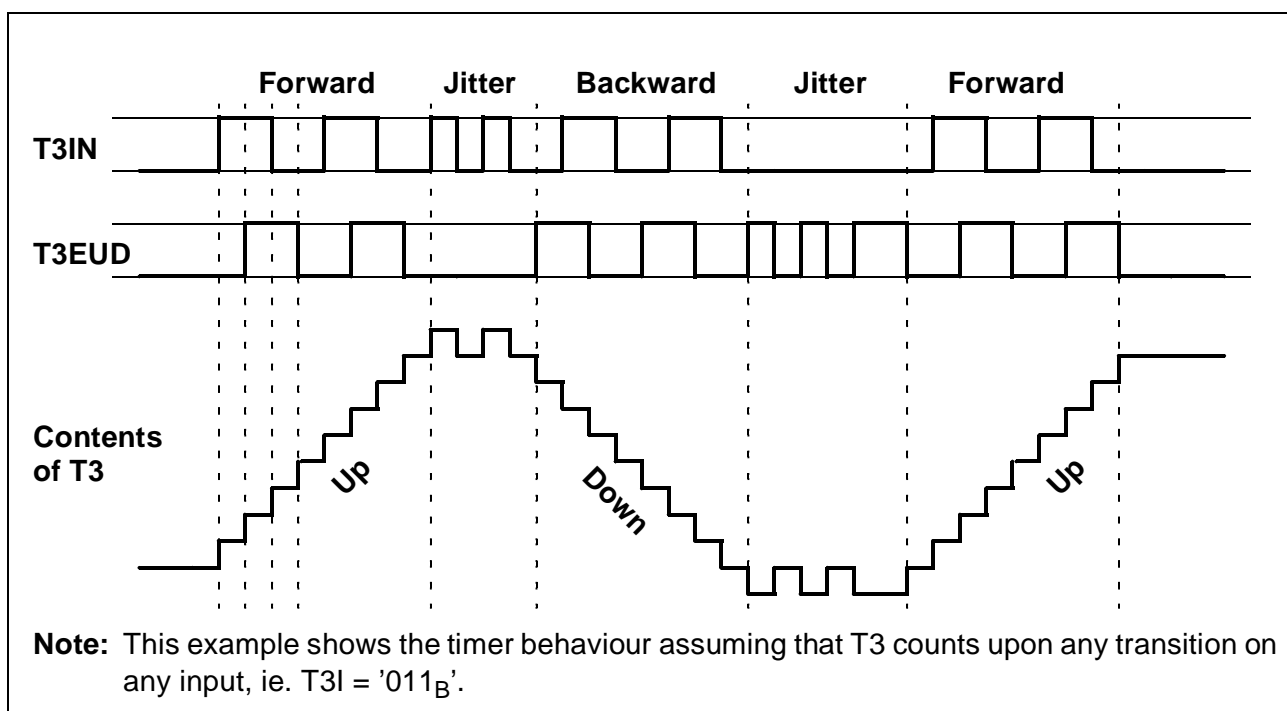 Forward Jitter Backward Jitter Forward
T3IN
T3EUD
Contents
of T3
Up
Down
Up
Note: This example shows the timer behaviour assuming that T3 counts upon any transition on
any input, ie. T3I = '011B'.